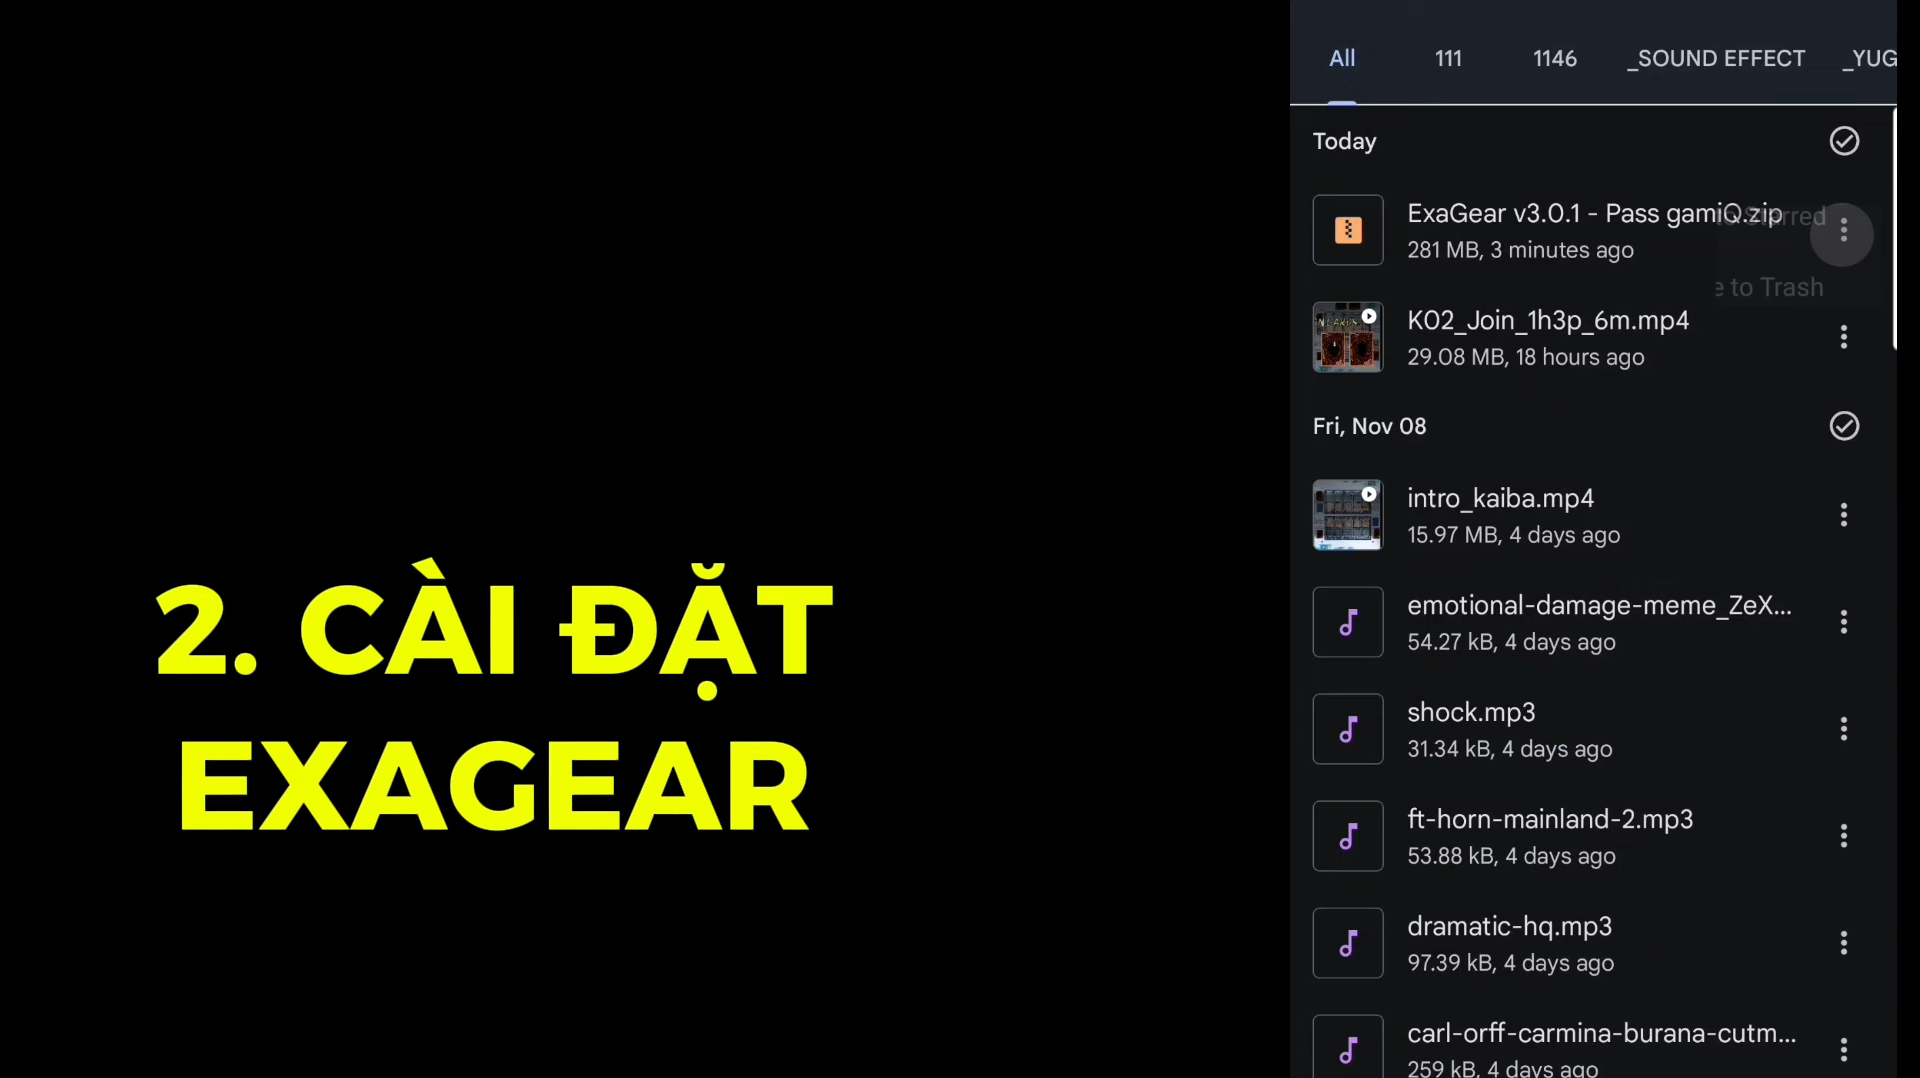 2. CÀI ĐẶT
EXAGEAR
All 111 1146 _SOUND EFFECT _YUG
Today
ExaGear v3.0.1 - Pass gamiQ.zip
281 MB, 3 minutes ago
to Starred
e to Trash
K02_Join_1h3p_6m.mp4
29.08 MB, 18 hours ago
Fri, Nov 08
intro_kaiba.mp4
15.97 MB, 4 days ago
emotional-damage-meme_ZeX...
54.27 kB, 4 days ago
shock.mp3
31.34 kB, 4 days ago
ft-horn-mainland-2.mp3
53.88 kB, 4 days ago
dramatic-hq.mp3
97.39 kB, 4 days ago
carl-orff-carmina-burana-cutm...
259 kB, 4 days ago